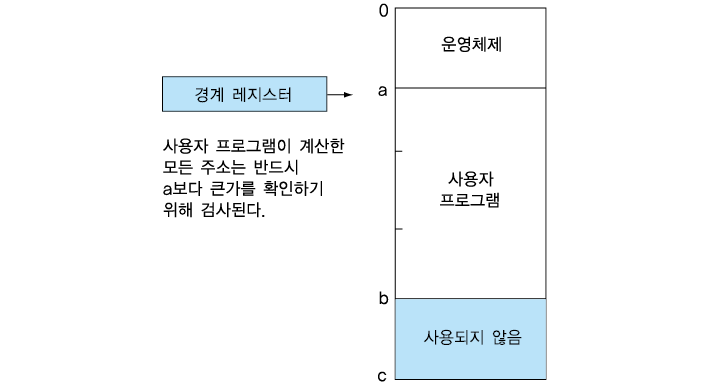 0
운영체제
경계 레지스터
a
사용자 프로그램이 계산한
모든 주소는 반드시
a보다 큰가를 확인하기
위해 검사된다.
사용자
프로그램
b
사용되지 않음
c